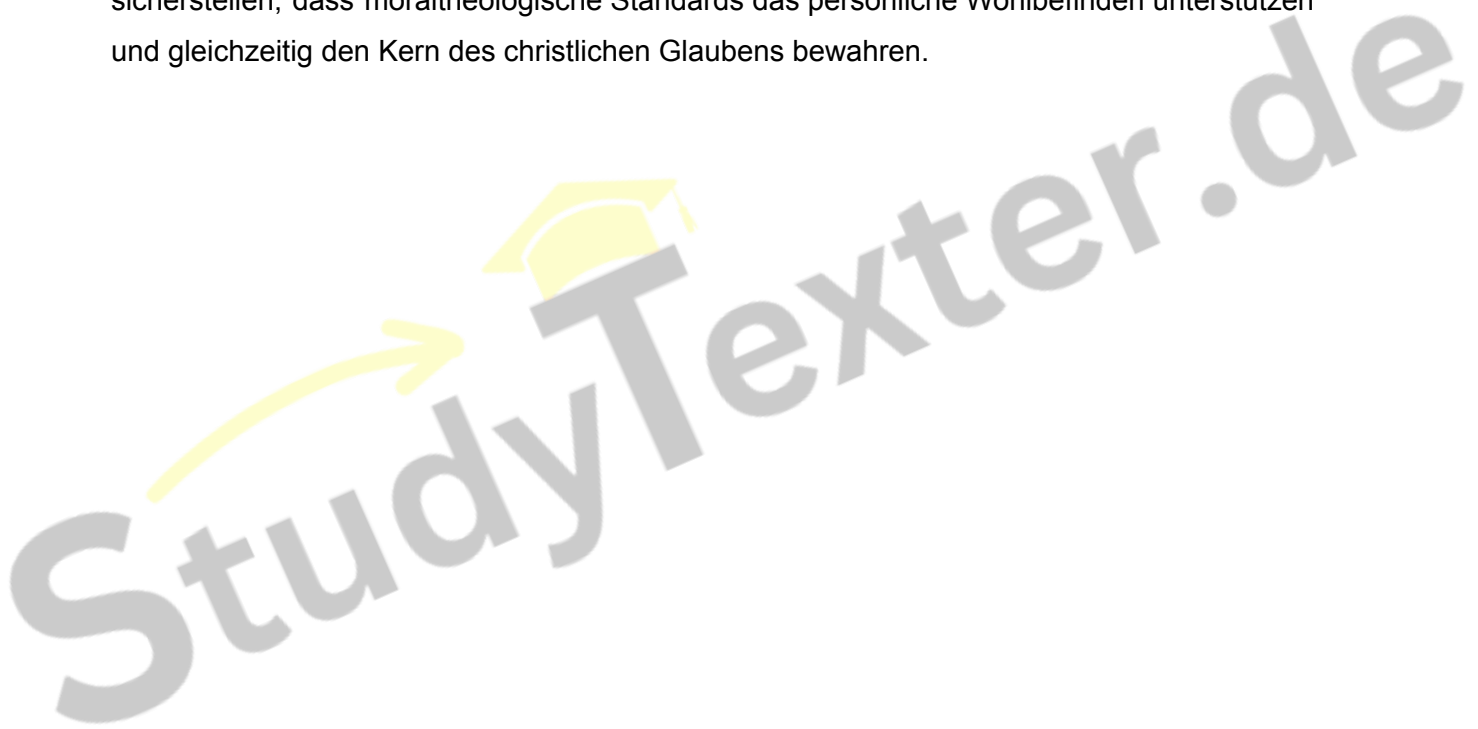 sicherstellen, dass moraltheologische Standards das persönliche Wohlbefinden unterstützen
und gleichzeitig den Kern des christlichen Glaubens bewahren.
StudyTexter.de